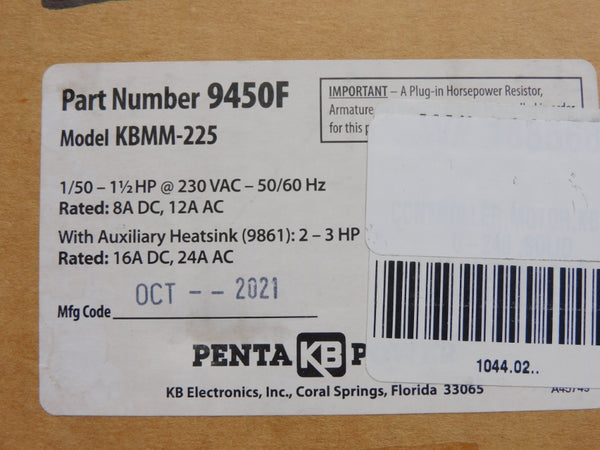 Part Number 9450F
Model KBMM-225
IMPORTANT – A Plug-in Horsepower Resistor,
Armature
for this
1/50 – 1½ HP @ 230 VAC – 50/60 Hz
Rated: 8A DC, 12A AC
With Auxiliary Heatsink (9861): 2 – 3 HP
Rated: 16A DC, 24A AC
OCT -- 2021
Mfg Code
PENTA KB P
KB Electronics, Inc., Coral Springs, Florida 33065
1044.02..